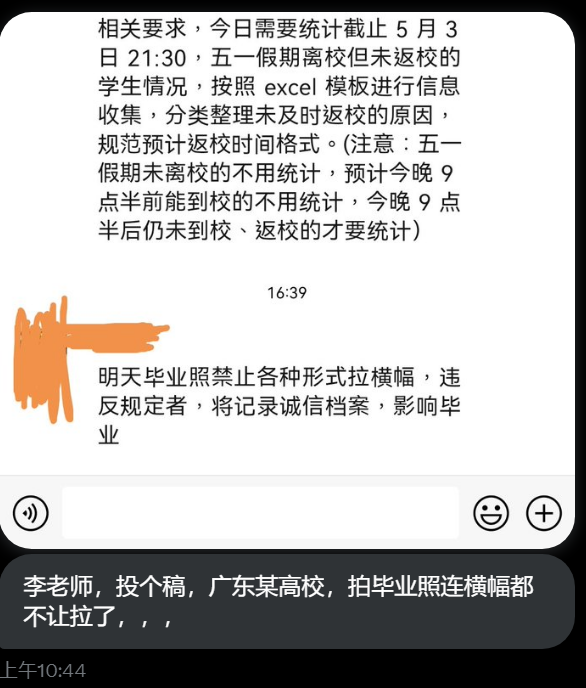 相关要求，今日需要统计截止 5 月 3
日 21:30，五一假期离校但未返校的
学生情况，按照 excel 模板进行信息
收集，分类整理未及时返校的原因，
规范预计返校时间格式。(注意：五一
假期未离校的不用统计，预计今晚 9
点半前能到校的不用统计，今晚 9 点
半后仍未到校、返校的才要统计）
16:39
明天毕业照禁止各种形式拉横幅，违
反规定者，将记录诚信档案，影响毕
业
李老师，投个稿，广东某高校，拍毕业照连横幅都
不让拉了，，，
上午10:44